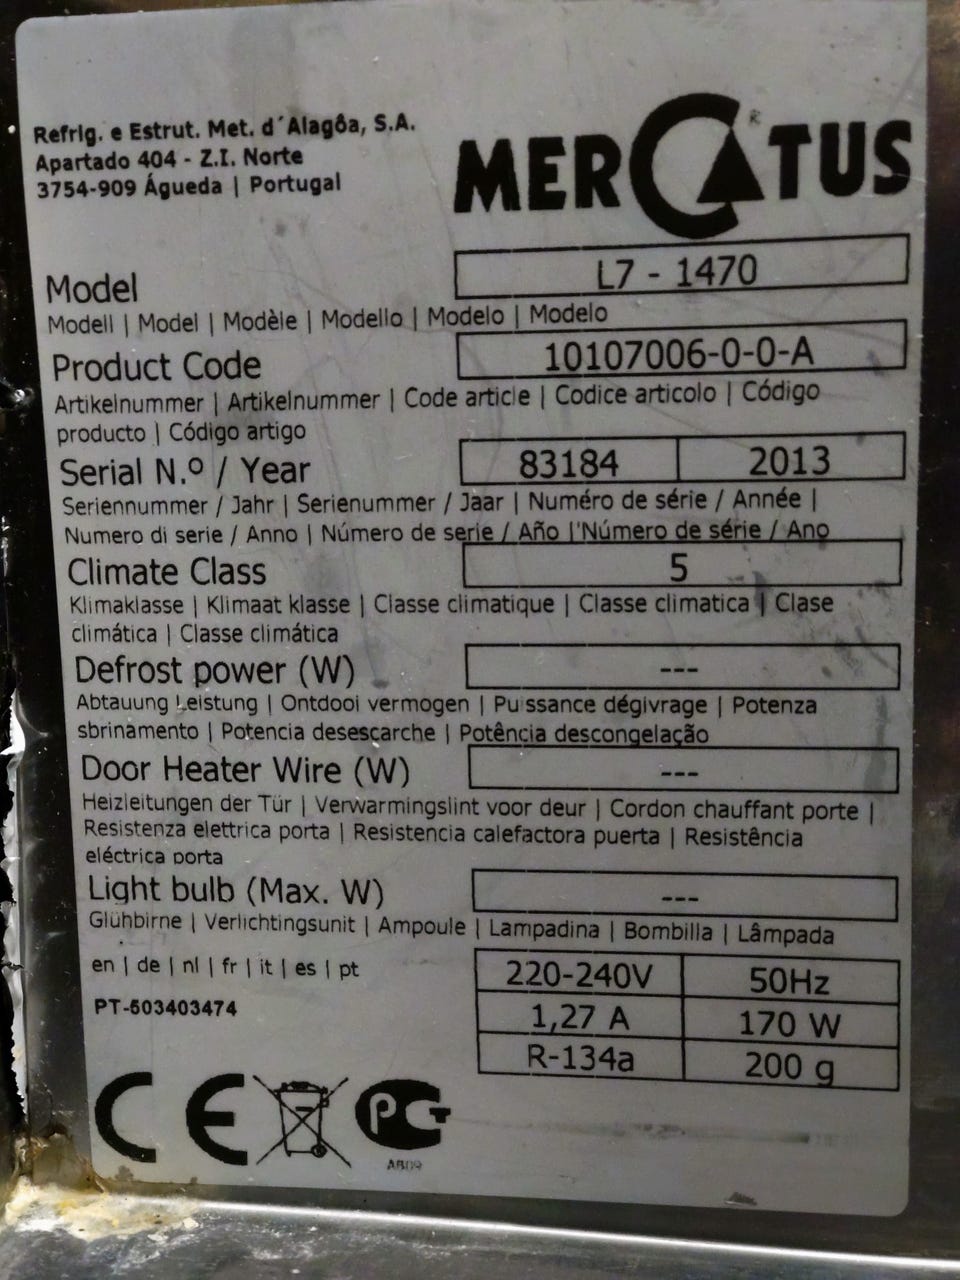 Refrig. e Estrut. Met. d´Alagôa, S.A.
Apartado 404 - Z.I. Norte
3754-909 Águeda | Portugal
MERCATUS®
Model
L7 - 1470
Modell | Model | Modèle | Modello | Modelo | Modelo
Product Code
10107006-0-0-A
Artikelnummer | Artikelnummer | Code article | Codice articolo | Código
producto | Código artigo
Serial N.º / Year
83184 2013
Seriennummer / Jahr | Serienummer / Jaar | Numéro de série / Année |
Numero di serie / Anno | Número de serie / Año | Número de série / Ano
Climate Class
5
Klimaklasse | Klimaat klasse | Classe climatique | Classe climatica | Clase
climática | Classe climática
Defrost power (W)
---
Abtauung Leistung | Ontdooi vermogen | Puissance dégivrage | Potenza
sbrinamento | Potencia desescarche | Potência descongelação
Door Heater Wire (W)
---
Heizleitungen der Tür | Verwarmingslint voor deur | Cordon chauffant porte |
Resistenza elettrica porta | Resistencia calefactora puerta | Resistência
eléctrica porta
Light bulb (Max. W)
---
Glühbirne | Verlichtingsunit | Ampoule | Lampadina | Bombilla | Lâmpada
en | de | nl | fr | it | es | pt
220-240V 50Hz
PT-503403474
1,27 A 170 W
R-134a 200 g
CE
PCT